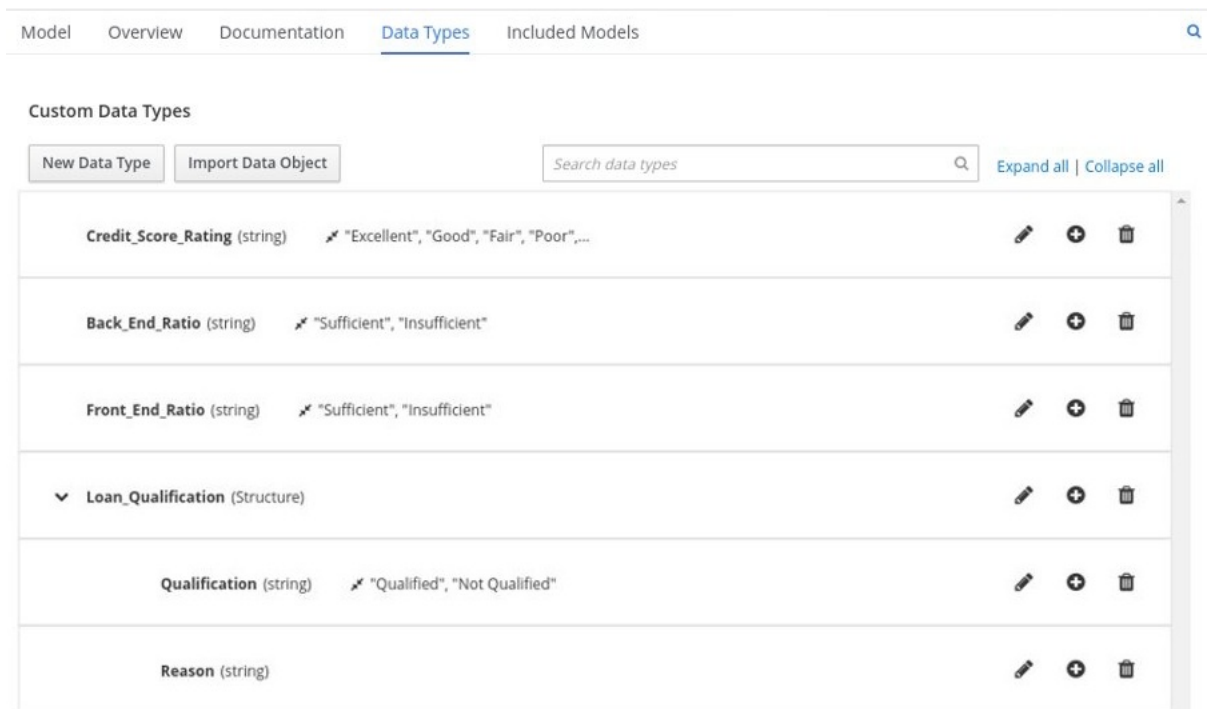 Model Overview Documentation Data Types Included Models
Custom Data Types
New Data Type Import Data Object Search data types Expand all | Collapse all
Credit_Score_Rating (string) "Excellent", "Good", "Fair", "Poor",...
Back_End_Ratio (string) "Sufficient", "Insufficient"
Front_End_Ratio (string) "Sufficient", "Insufficient"
Loan_Qualification (Structure)
Qualification (string) "Qualified", "Not Qualified"
Reason (string)